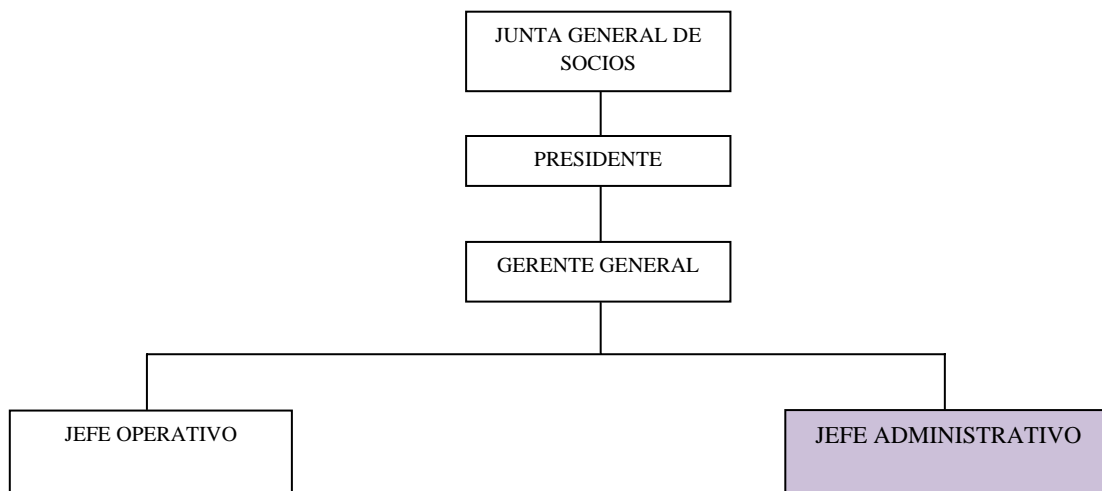 JUNTA GENERAL DE
SOCIOS
PRESIDENTE
GERENTE GENERAL
JEFE OPERATIVO
JEFE ADMINISTRATIVO